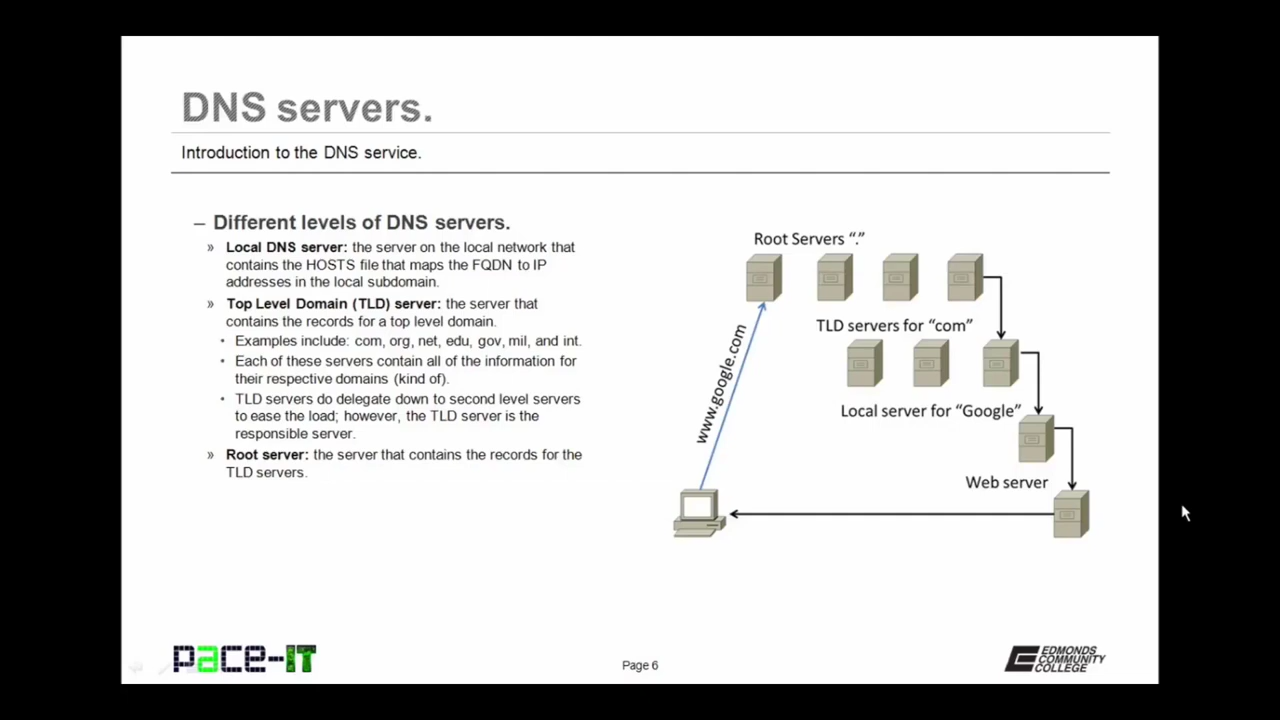 DNS servers.
Introduction to the DNS service.
– Different levels of DNS servers.
» Local DNS server: the server on the local network that
contains the HOSTS file that maps the FQDN to IP
addresses in the local subdomain.
» Top Level Domain (TLD) server: the server that
contains the records for a top level domain.
• Examples include: com, org, net, edu, gov, mil, and int.
• Each of these servers contain all of the information for
their respective domains (kind of).
• TLD servers do delegate down to second level servers
to ease the load; however, the TLD server is the
responsible server.
» Root server: the server that contains the records for the
TLD servers.
Root Servers “.”
TLD servers for “com”
www.google.com
Local server for “Google”
Web server
pace-IT
Page 6
EDMONDS
COMMUNITY
COLLEGE